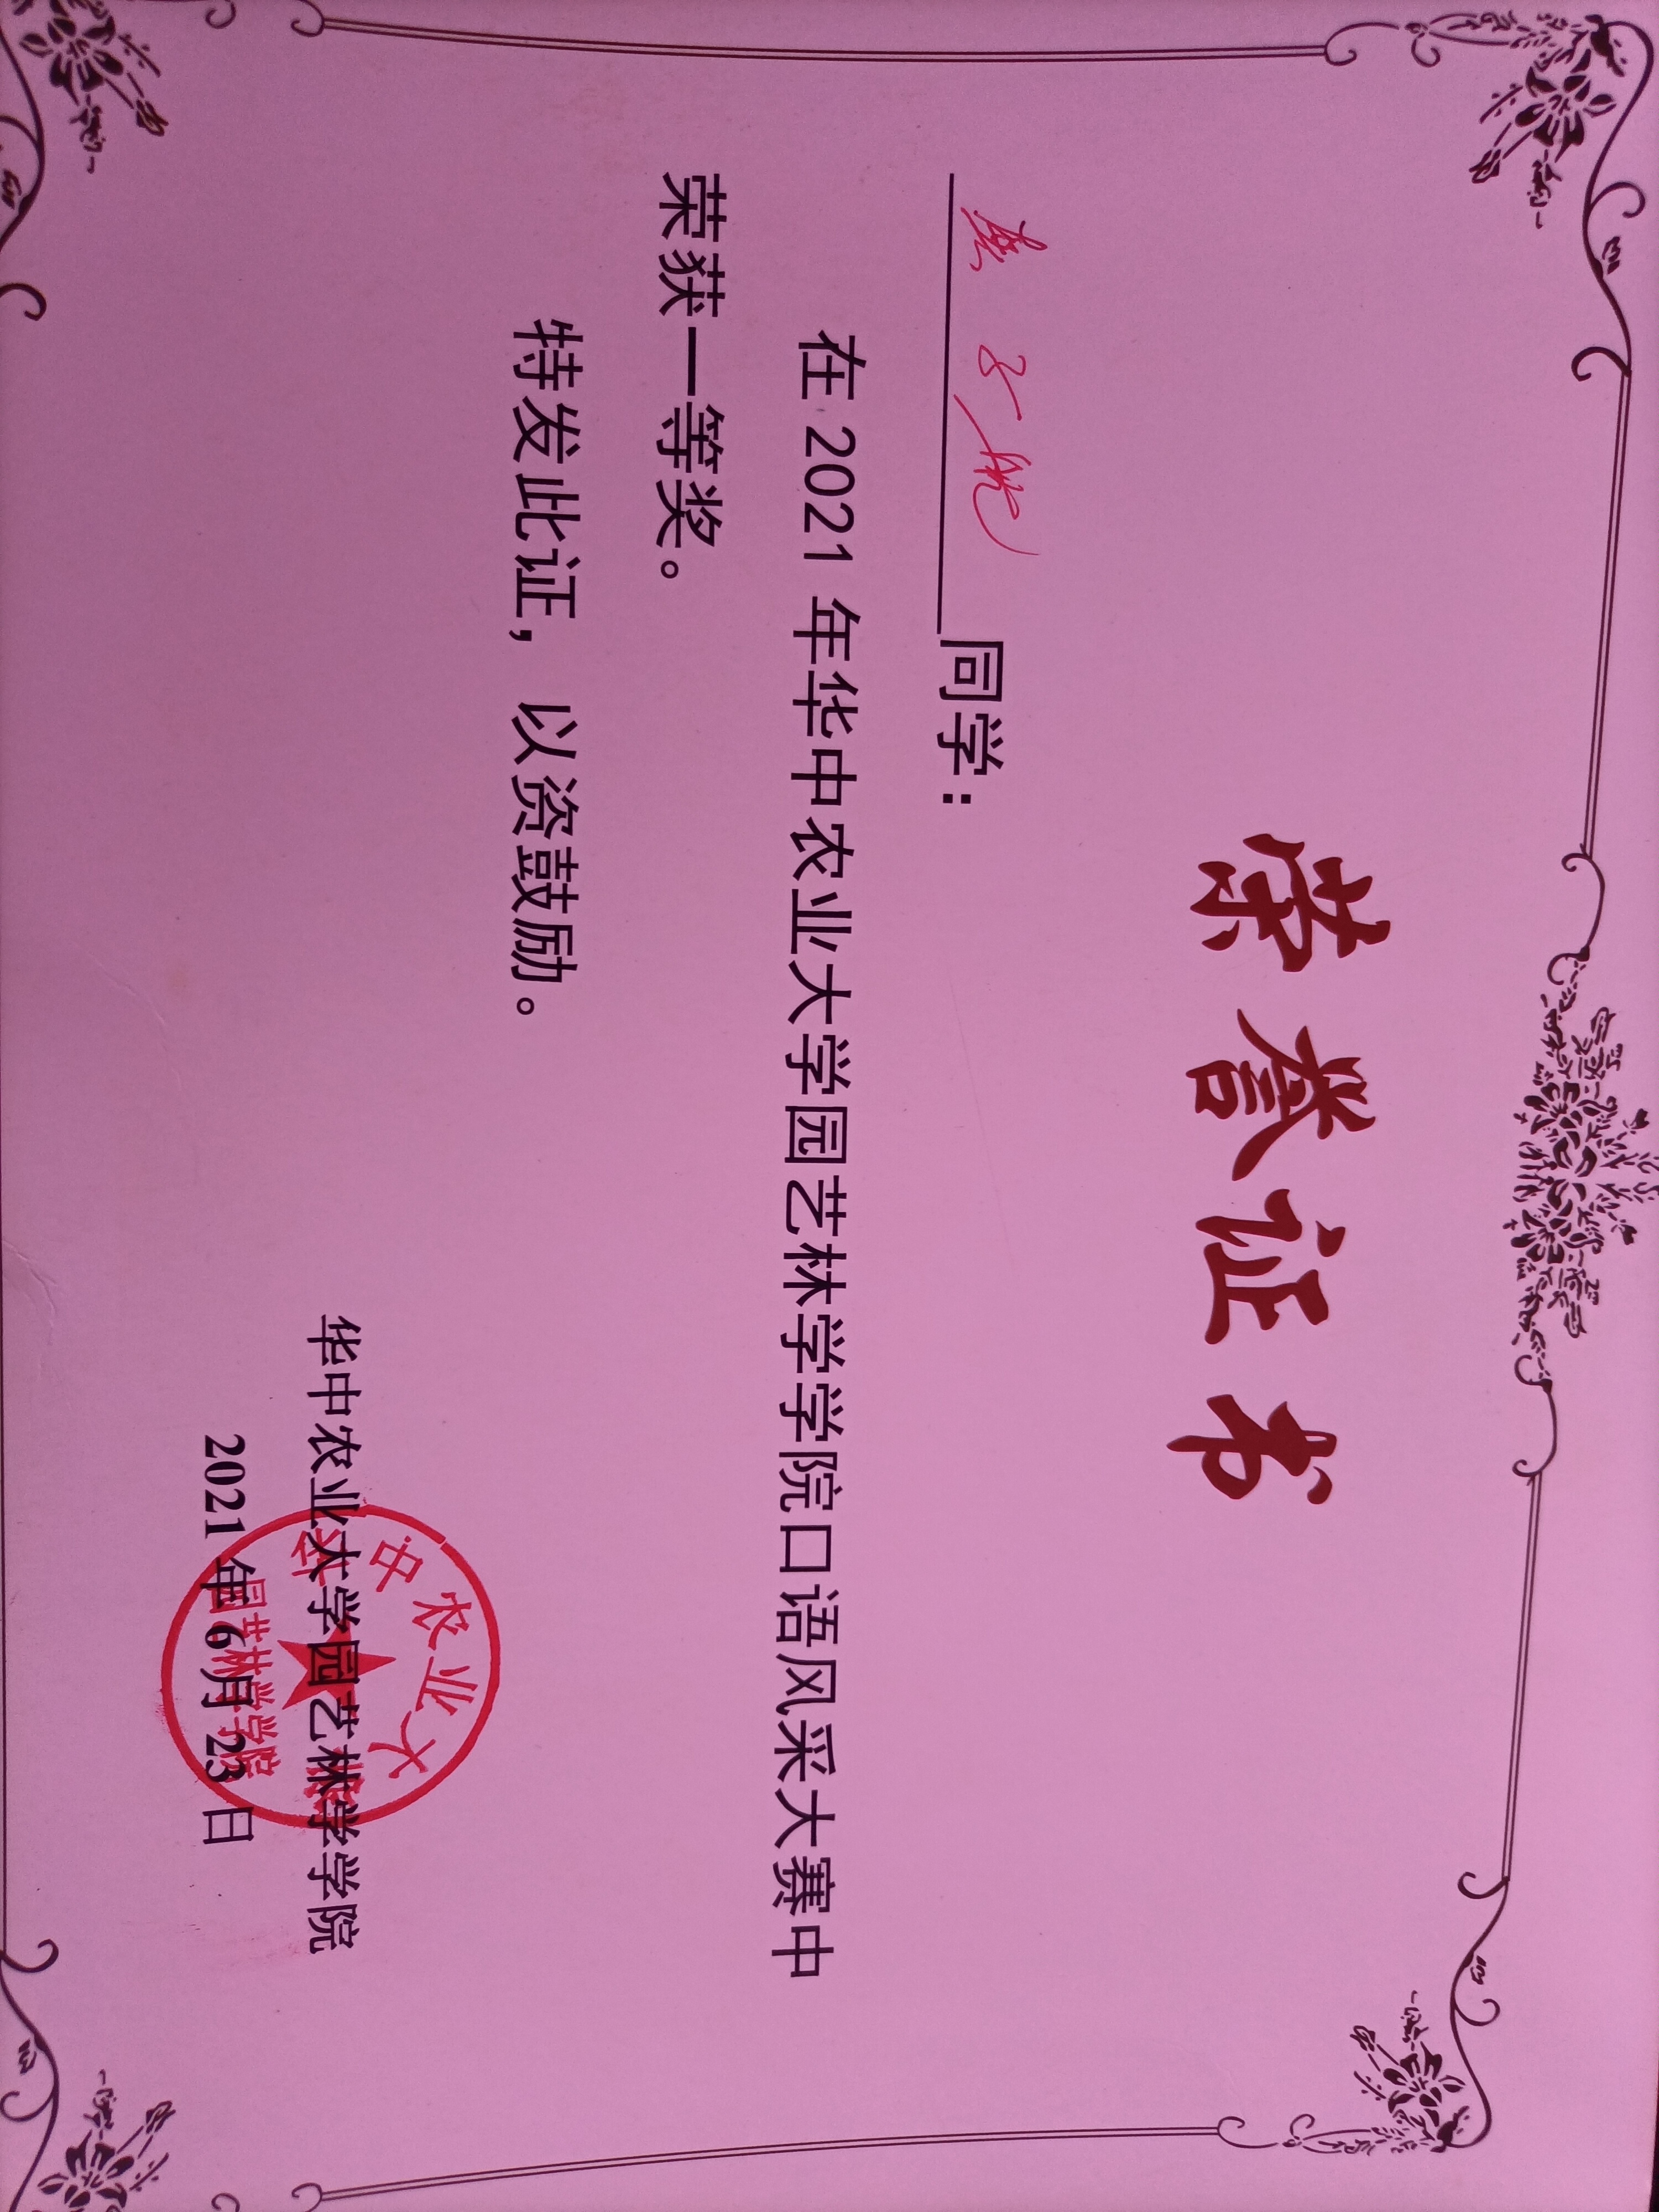 荣誉证书
子航同学：
在 2021 年华中农业大学园艺林学学院口语风采大赛中
荣获一等奖。
特发此证，以资鼓励。
华中农业大学
华中农业大学园艺林学学院
园艺林学学院
2021 年 6 月 23 日